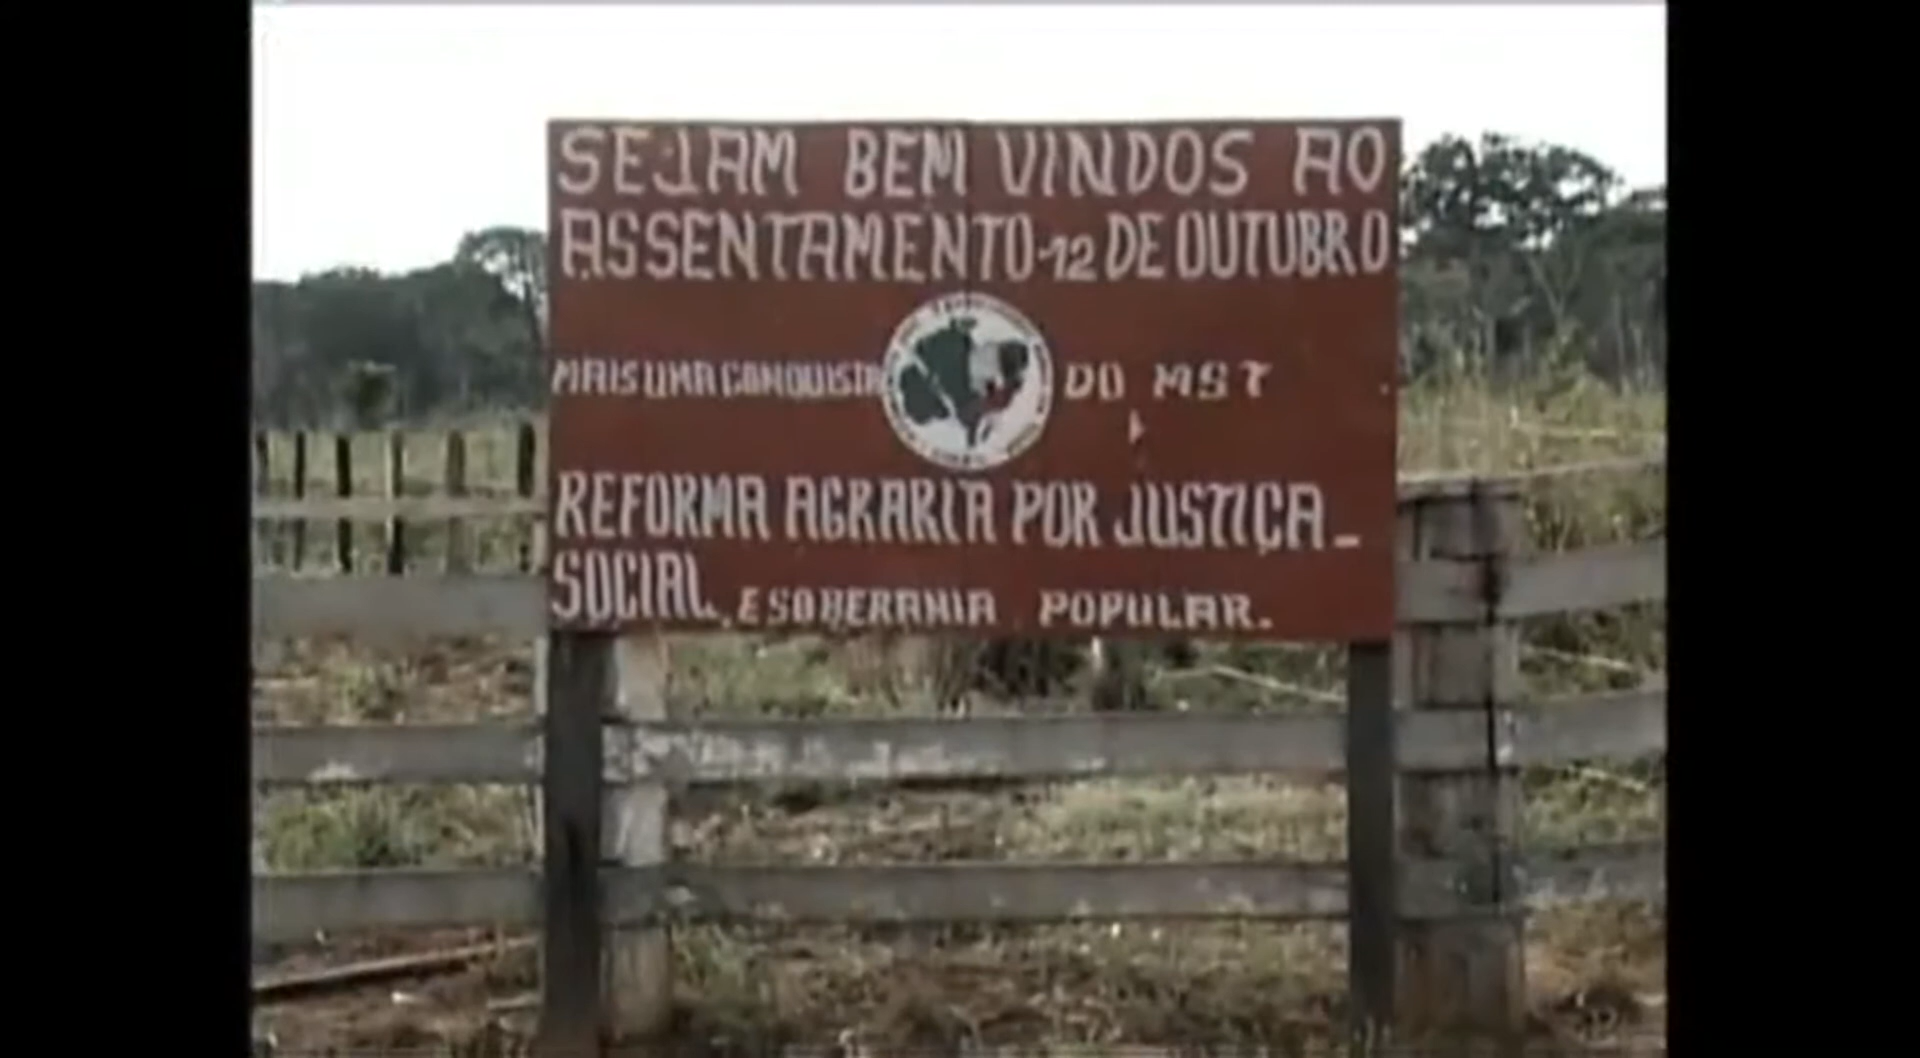 SEJAM BEM VINDOS AO
ASSENTAMENTO-12 DE OUTUBRO
MAIS UMA CONQUISTA DO MST
REFORMA AGRARIA POR JUSTIÇA-
SOCIAL, E SOBERANIA POPULAR.